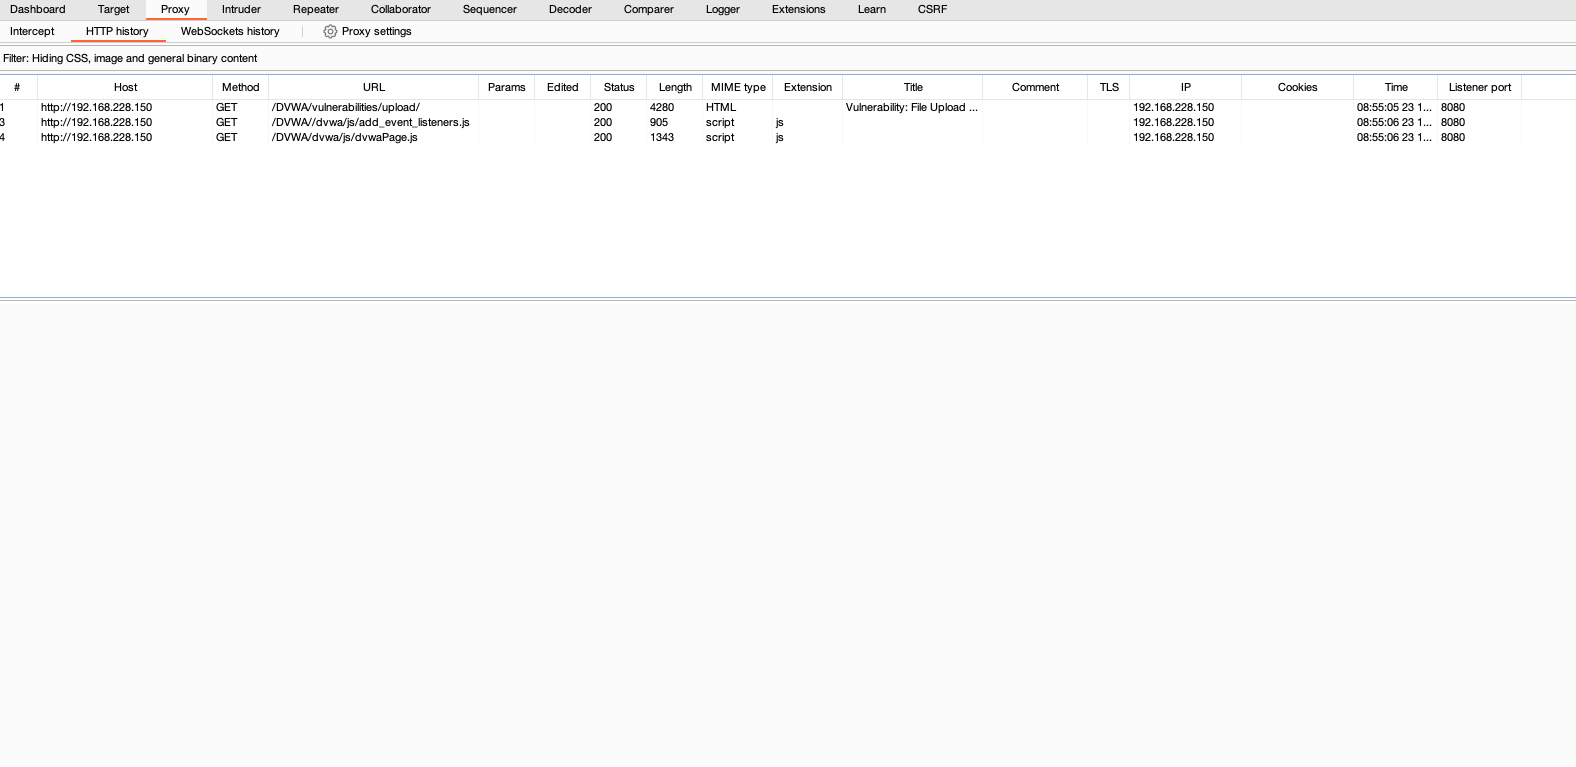 Dashboard Target Proxy Intruder Repeater Collaborator Sequencer Decoder Comparer Logger Extensions Learn CSRF
Intercept HTTP history WebSockets history Proxy settings
Filter: Hiding CSS, image and general binary content
# Host Method URL Params Edited Status Length MIME type Extension Title Comment TLS IP Cookies Time Listener port
1 http://192.168.228.150 GET /DVWA/vulnerabilities/upload/ 200 4280 HTML Vulnerability: File Upload ... 192.168.228.150 08:55:05 23 1... 8080
3 http://192.168.228.150 GET /DVWA//dvwa/js/add_event_listeners.js 200 905 script js 192.168.228.150 08:55:06 23 1... 8080
4 http://192.168.228.150 GET /DVWA/dvwa/js/dvwaPage.js 200 1343 script js 192.168.228.150 08:55:06 23 1... 8080